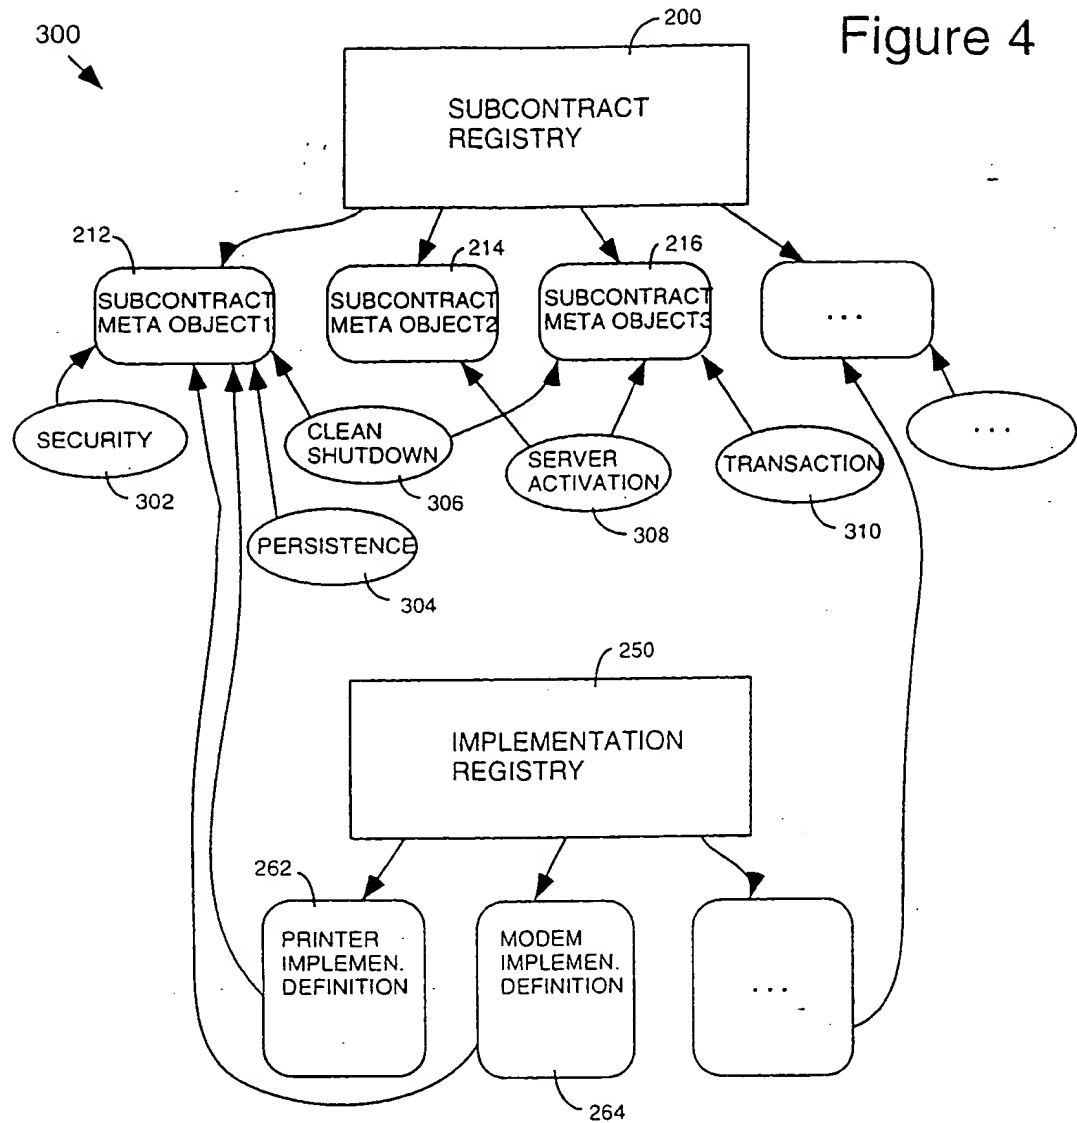 300
200
Figure 4
SUBCONTRACT
REGISTRY
212
214
216
SUBCONTRACT
META OBJECT1
SUBCONTRACT
META OBJECT2
SUBCONTRACT
META OBJECT3
...
SECURITY
302
CLEAN
SHUTDOWN
306
SERVER
ACTIVATION
308
TRANSACTION
310
...
PERSISTENCE
304
250
IMPLEMENTATION
REGISTRY
262
PRINTER
IMPLEMEN.
DEFINITION
MODEM
IMPLEMEN.
DEFINITION
...
264